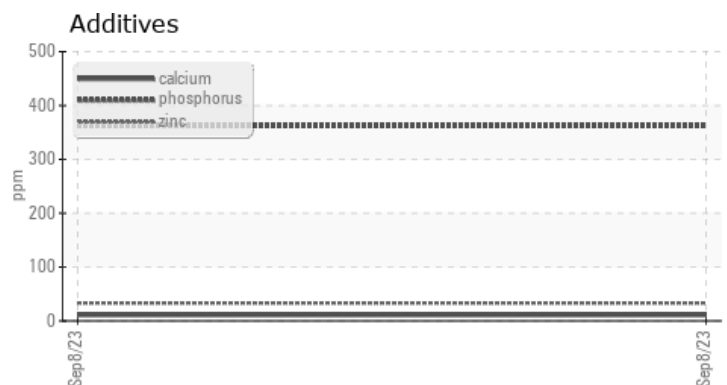 Additives
500
400
300
200
100
0
ppm
calcium
phosphorus
zinc
Sep8/23
Sep8/23